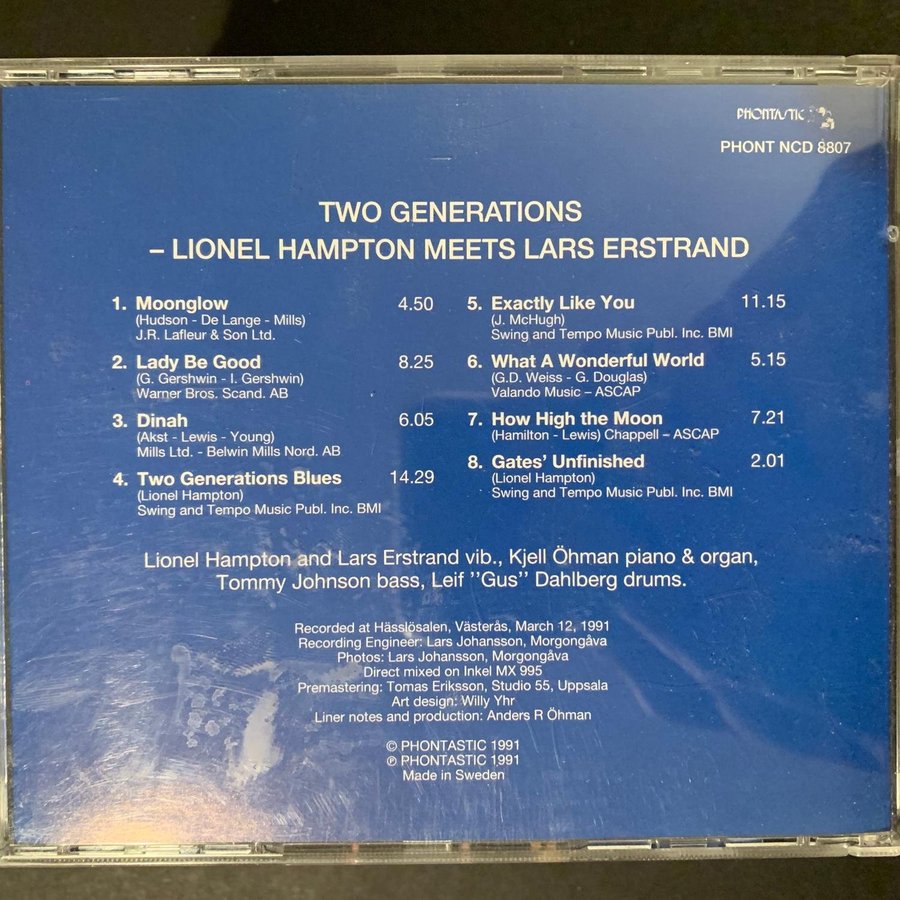 PHONTASTIC
PHONT NCD 8807
TWO GENERATIONS
– LIONEL HAMPTON MEETS LARS ERSTRAND
1. Moonglow 4.50
(Hudson - De Lange - Mills)
J.R. Lafleur & Son Ltd.
2. Lady Be Good 8.25
(G. Gershwin - I. Gershwin)
Warner Bros. Scand. AB
3. Dinah 6.05
(Akst - Lewis - Young)
Mills Ltd. - Belwin Mills Nord. AB
4. Two Generations Blues 14.29
(Lionel Hampton)
Swing and Tempo Music Publ. Inc. BMI
5. Exactly Like You 11.15
(J. McHugh)
Swing and Tempo Music Publ. Inc. BMI
6. What A Wonderful World 5.15
(G.D. Weiss - G. Douglas)
Valando Music – ASCAP
7. How High the Moon 7.21
(Hamilton - Lewis) Chappell – ASCAP
8. Gates' Unfinished 2.01
(Lionel Hampton)
Swing and Tempo Music Publ. Inc. BMI
Lionel Hampton and Lars Erstrand vib., Kjell Öhman piano & organ,
Tommy Johnson bass, Leif ''Gus'' Dahlberg drums.
Recorded at Hässlösalen, Västerås, March 12, 1991
Recording Engineer: Lars Johansson, Morgongåva
Photos: Lars Johansson, Morgongåva
Direct mixed on Inkel MX 995
Premastering: Tomas Eriksson, Studio 55, Uppsala
Art design: Willy Yhr
Liner notes and production: Anders R Öhman
© PHONTASTIC 1991
℗ PHONTASTIC 1991
Made in Sweden